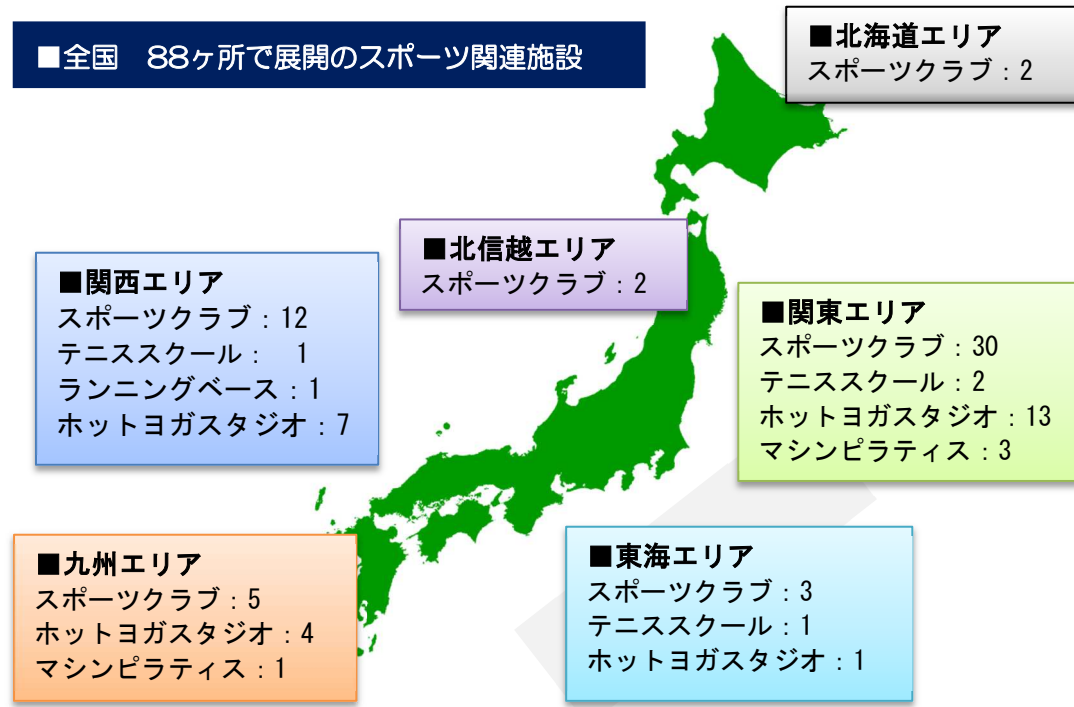 ■全国　88ヶ所で展開のスポーツ関連施設
■北海道エリア
スポーツクラブ：2
■北信越エリア
スポーツクラブ：2
■関西エリア
スポーツクラブ：12
テニススクール：　1
ランニングベース：1
ホットヨガスタジオ：7
■関東エリア
スポーツクラブ：30
テニススクール：2
ホットヨガスタジオ：13
マシンピラティス：3
■九州エリア
スポーツクラブ：5
ホットヨガスタジオ：4
マシンピラティス：1
■東海エリア
スポーツクラブ：3
テニススクール：1
ホットヨガスタジオ：1